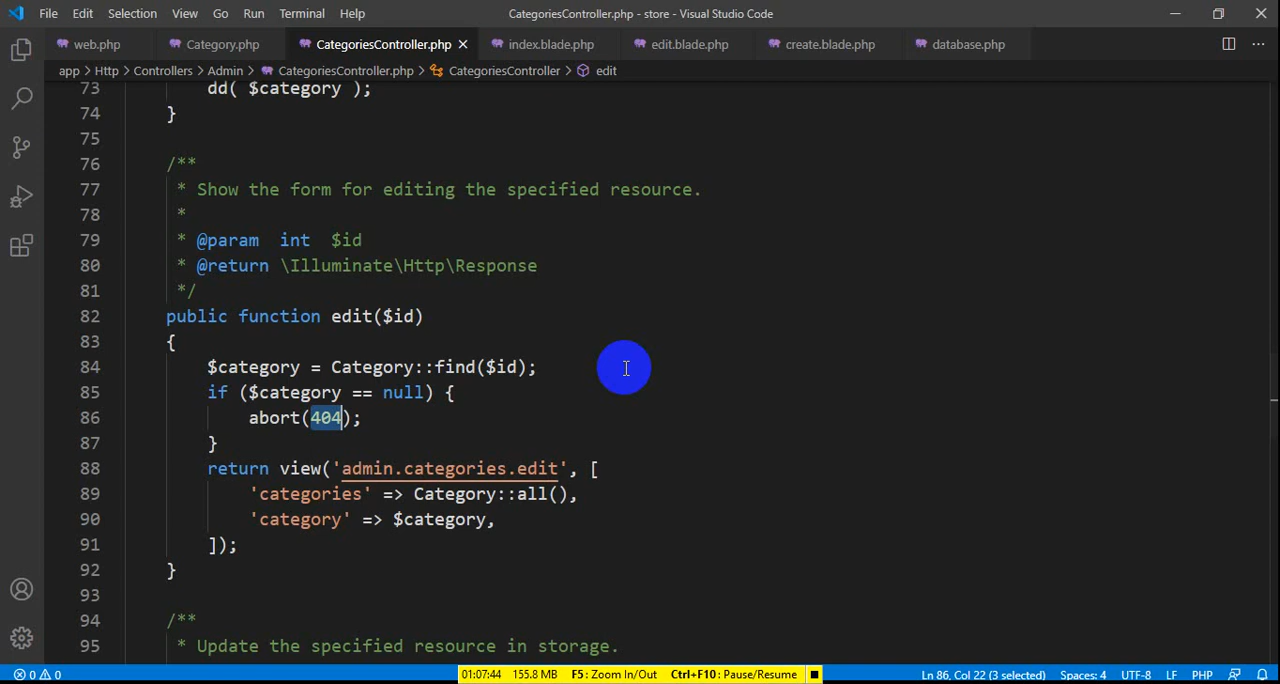 File Edit Selection View Go Run Terminal Help CategoriesController.php - store - Visual Studio Code
web.php Category.php CategoriesController.php index.blade.php edit.blade.php create.blade.php database.php
app > Http > Controllers > Admin > CategoriesController.php > CategoriesController > edit
73 dd( $category );
74 }
75
76 /**
77 * Show the form for editing the specified resource.
78 *
79 * @param int $id
80 * @return \Illuminate\Http\Response
81 */
82 public function edit($id)
83 {
84 $category = Category::find($id);
85 if ($category == null) {
86 abort(404);
87 }
88 return view('admin.categories.edit', [
89 'categories' => Category::all(),
90 'category' => $category,
91 ]);
92 }
93
94 /**
95 * Update the specified resource in storage.
0 0 01:07:44 155.8 MB F5: Zoom In/Out Ctrl+F10: Pause/Resume Ln 86, Col 22 (3 selected) Spaces: 4 UTF-8 LF PHP